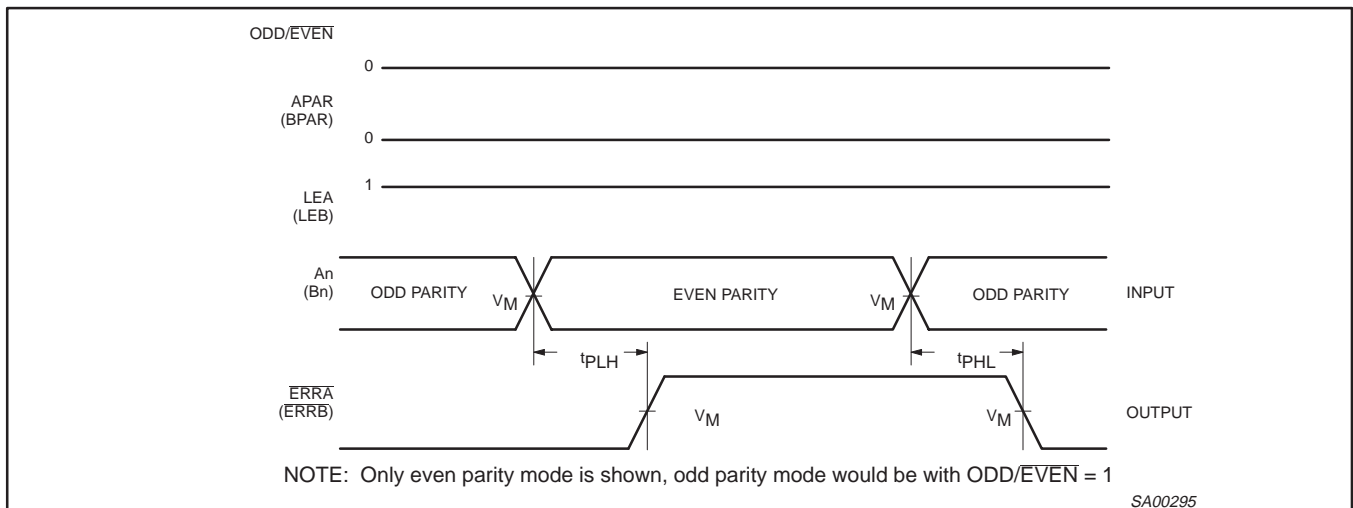 ODD/EVEN
0
APAR
(BPAR)
0
1
LEA
(LEB)
An
(Bn)
ODD PARITY
VM
EVEN PARITY
VM
ODD PARITY
INPUT
tPLH
tPHL
ERRA
(ERRB)
VM
VM
OUTPUT
NOTE: Only even parity mode is shown, odd parity mode would be with ODD/EVEN = 1
SA00295